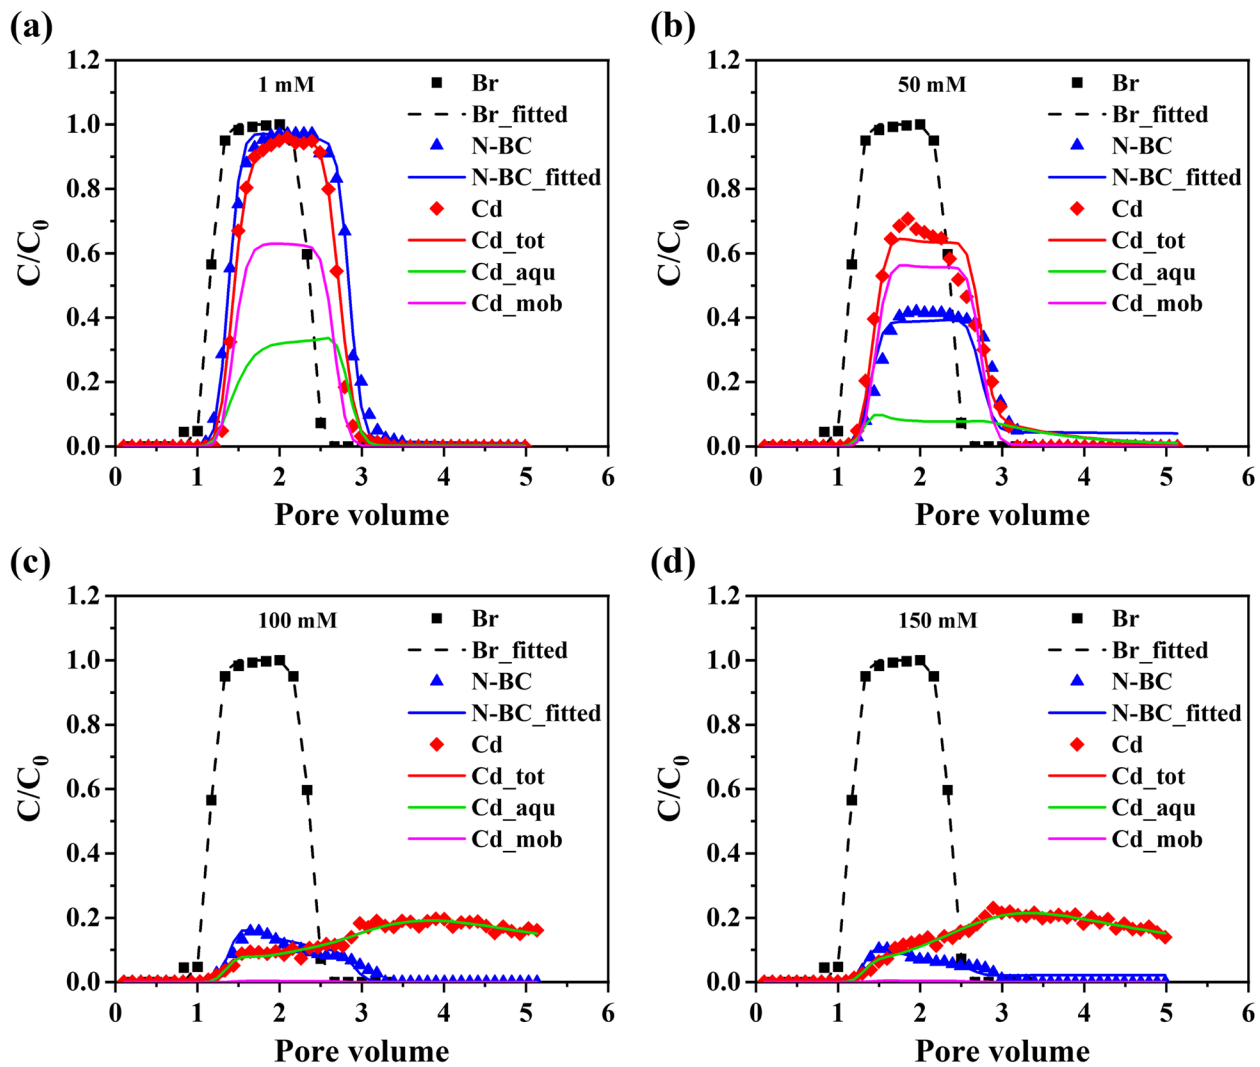 (a)
1 mM
Br
Br_fitted
N-BC
N-BC_fitted
Cd
Cd_tot
Cd_aqu
Cd_mob
C/C0
1.2
1.0
0.8
0.6
0.4
0.2
0.0
0 1 2 3 4 5 6
Pore volume
(b)
50 mM
Br
Br_fitted
N-BC
N-BC_fitted
Cd
Cd_tot
Cd_aqu
Cd_mob
C/C0
1.2
1.0
0.8
0.6
0.4
0.2
0.0
0 1 2 3 4 5 6
Pore volume
(c)
100 mM
Br
Br_fitted
N-BC
N-BC_fitted
Cd
Cd_tot
Cd_aqu
Cd_mob
C/C0
1.2
1.0
0.8
0.6
0.4
0.2
0.0
0 1 2 3 4 5 6
Pore volume
(d)
150 mM
Br
Br_fitted
N-BC
N-BC_fitted
Cd
Cd_tot
Cd_aqu
Cd_mob
C/C0
1.2
1.0
0.8
0.6
0.4
0.2
0.0
0 1 2 3 4 5 6
Pore volume